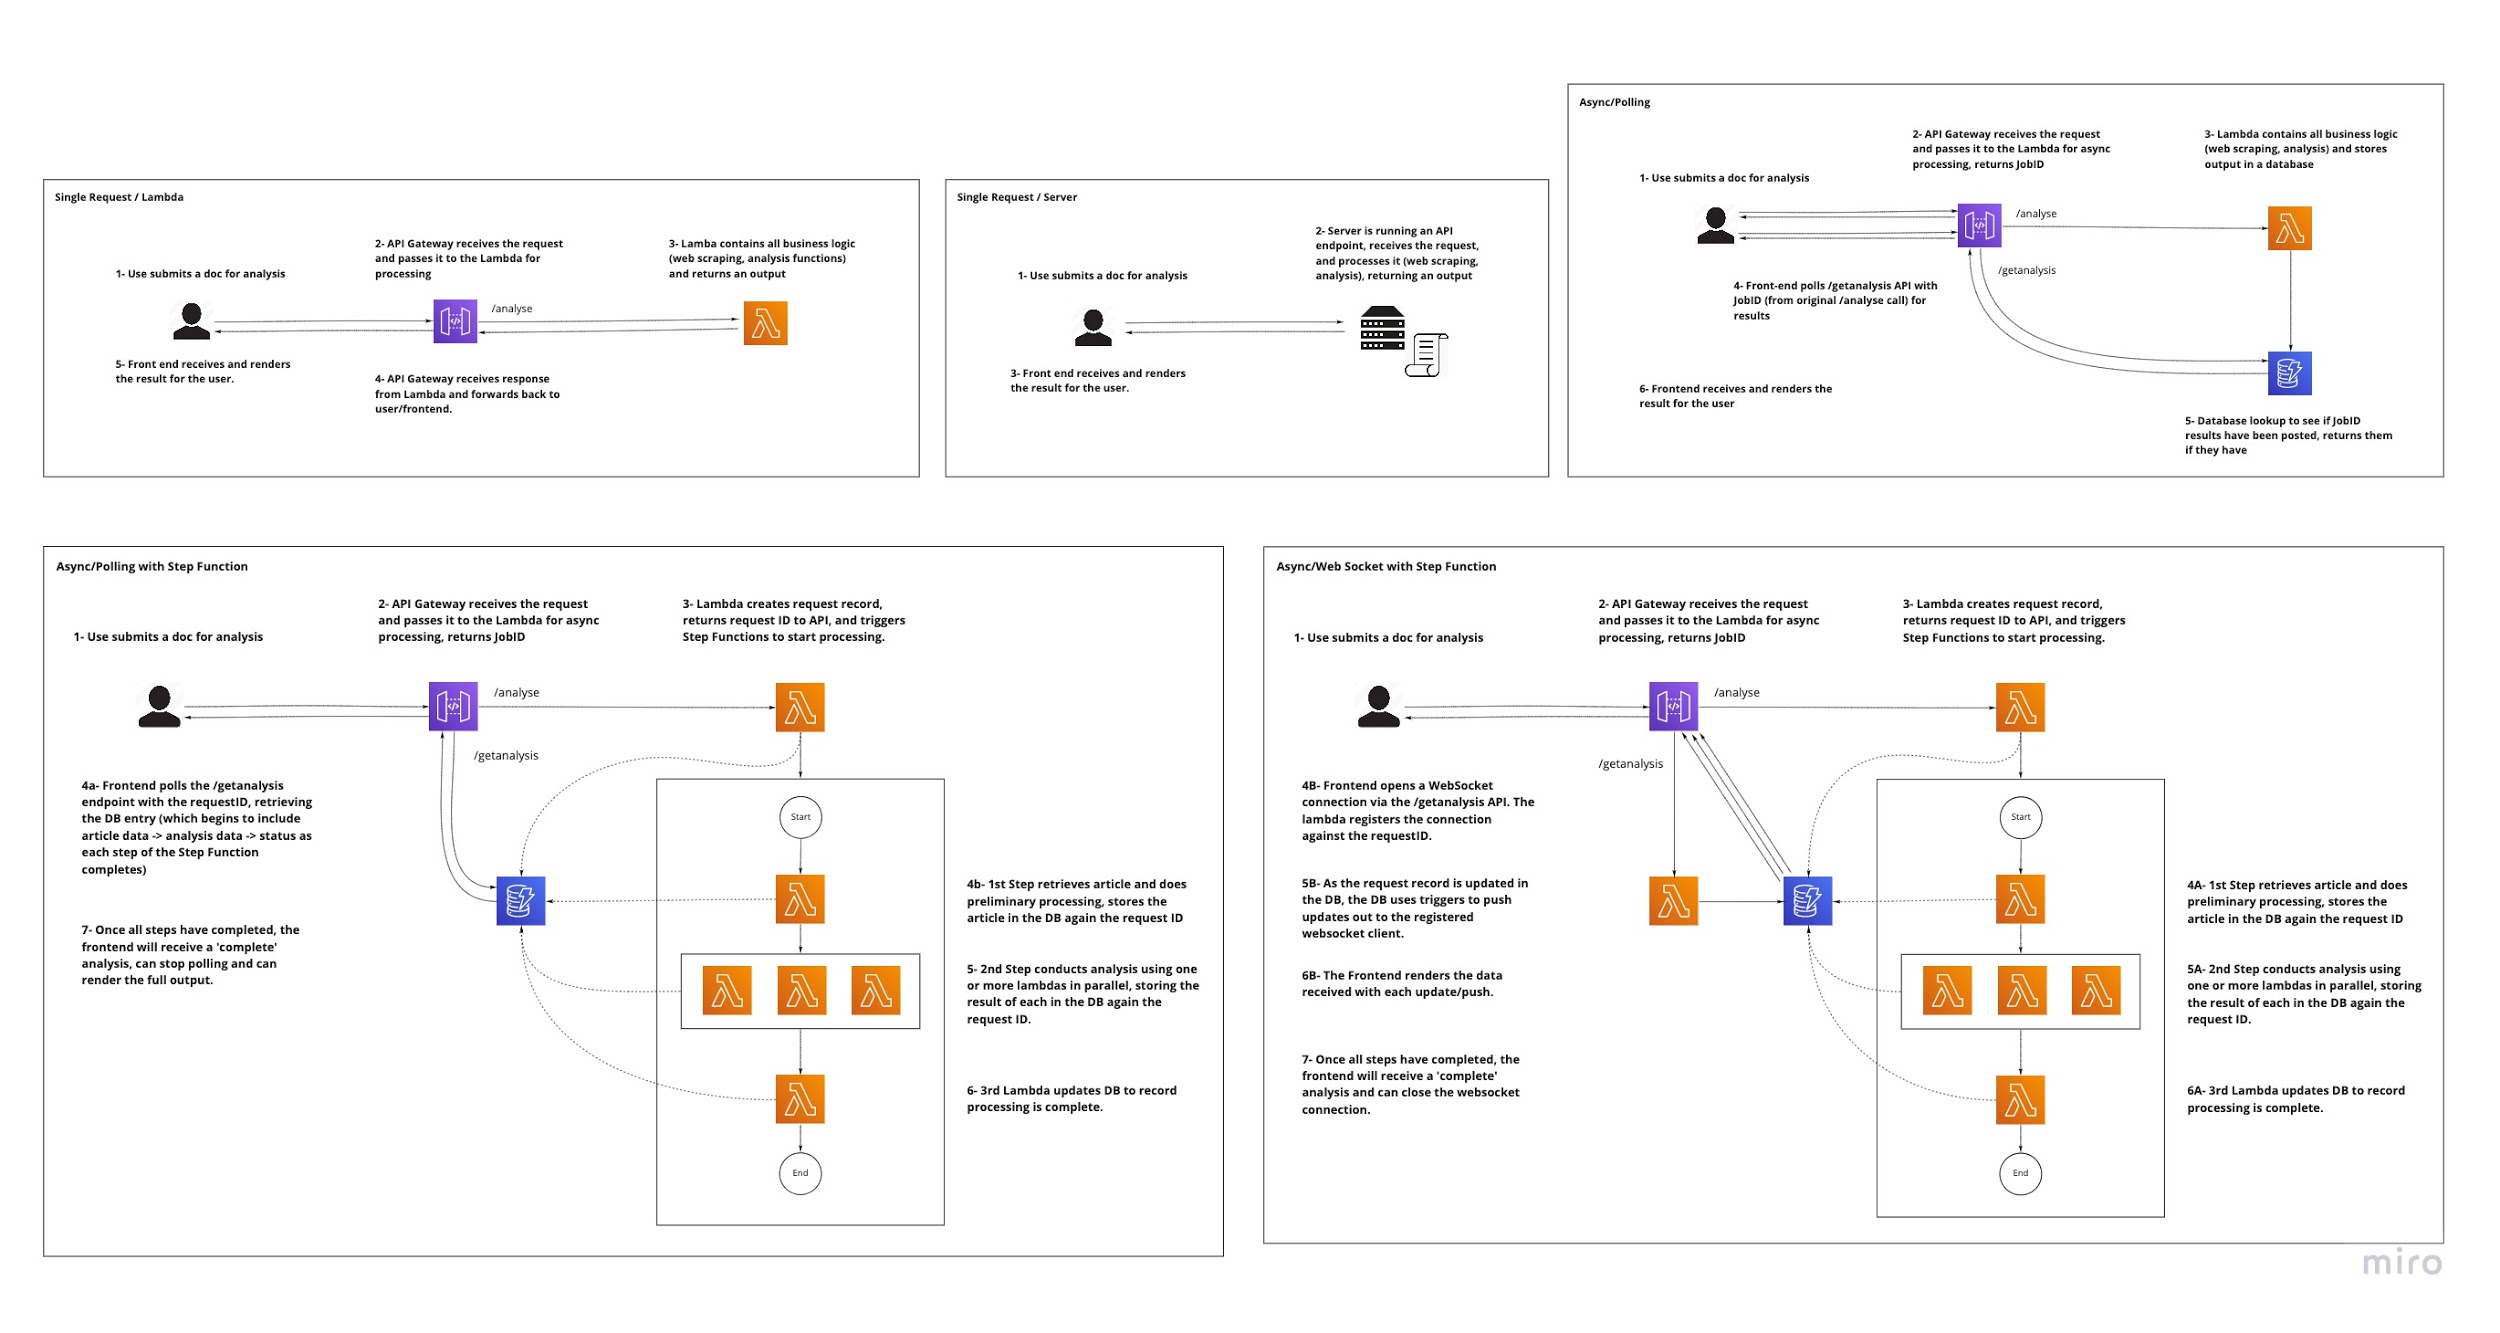 Single Request / Lambda
1- Use submits a doc for analysis
2- API Gateway receives the request
and passes it to the Lambda for
processing
3- Lamba contains all business logic
(web scraping, analysis functions)
and returns an output
/analyse
5- Front end receives and renders
the result for the user.
4- API Gateway receives response
from Lambda and forwards back to
user/frontend.
Single Request / Server
1- Use submits a doc for analysis
2- Server is running an API
endpoint, receives the request,
and processes it (web scraping,
analysis), returning an output
3- Front end receives and renders
the result for the user.
Async/Polling
1- Use submits a doc for analysis
2- API Gateway receives the request
and passes it to the Lambda for async
processing, returns JobID
3- Lambda contains all business logic
(web scraping, analysis) and stores
output in a database
/analyse
/getanalysis
4- Front-end polls /getanalysis API with
JobID (from original /analyse call) for
results
6- Frontend receives and renders the
result for the user
5- Database lookup to see if JobID
results have been posted, returns them
if they have
Async/Polling with Step Function
1- Use submits a doc for analysis
2- API Gateway receives the request
and passes it to the Lambda for async
processing, returns JobID
3- Lambda creates request record,
returns request ID to API, and triggers
Step Functions to start processing.
/analyse
/getanalysis
4a- Frontend polls the /getanalysis
endpoint with the requestID, retrieving
the DB entry (which begins to include
article data -> analysis data -> status as
each step of the Step Function
completes)
7- Once all steps have completed, the
frontend will receive a 'complete'
analysis, can stop polling and can
render the full output.
Start
4b- 1st Step retrieves article and does
preliminary processing, stores the
article in the DB again the request ID
5- 2nd Step conducts analysis using one
or more lambdas in parallel, storing the
result of each in the DB again the
request ID.
6- 3rd Lambda updates DB to record
processing is complete.
End
Async/Web Socket with Step Function
1- Use submits a doc for analysis
2- API Gateway receives the request
and passes it to the Lambda for async
processing, returns JobID
3- Lambda creates request record,
returns request ID to API, and triggers
Step Functions to start processing.
/analyse
/getanalysis
4B- Frontend opens a WebSocket
connection via the /getanalysis API. The
lambda registers the connection
against the requestID.
5B- As the request record is updated in
the DB, the DB uses triggers to push
updates out to the registered
websocket client.
6B- The Frontend renders the data
received with each update/push.
7- Once all steps have completed, the
frontend will receive a 'complete'
analysis and can close the websocket
connection.
Start
4A- 1st Step retrieves article and does
preliminary processing, stores the
article in the DB again the request ID
5A- 2nd Step conducts analysis using
one or more lambdas in parallel, storing
the result of each in the DB again the
request ID.
6A- 3rd Lambda updates DB to record
processing is complete.
End
miro